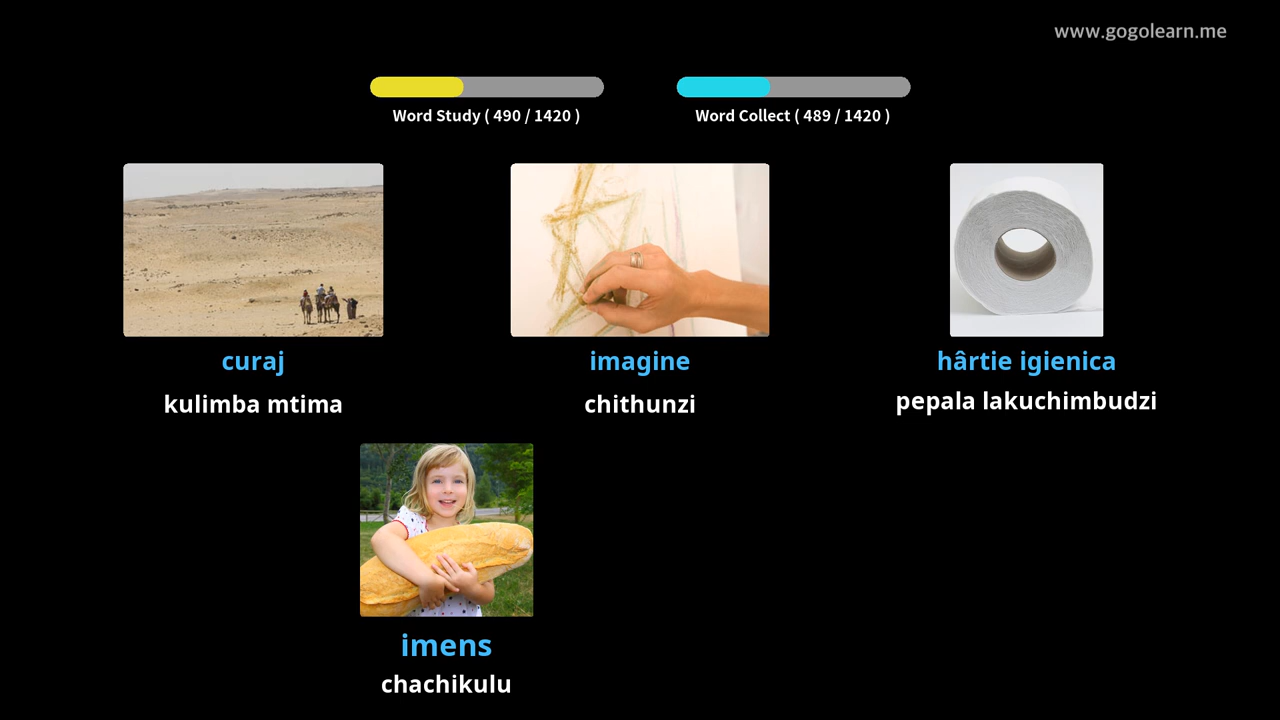 www.gogolearn.me
Word Study ( 490 / 1420 )
Word Collect ( 489 / 1420 )
curaj
kulimba mtima
imagine
chithunzi
hârtie igienica
pepala lakuchimbudzi
imens
chachikulu